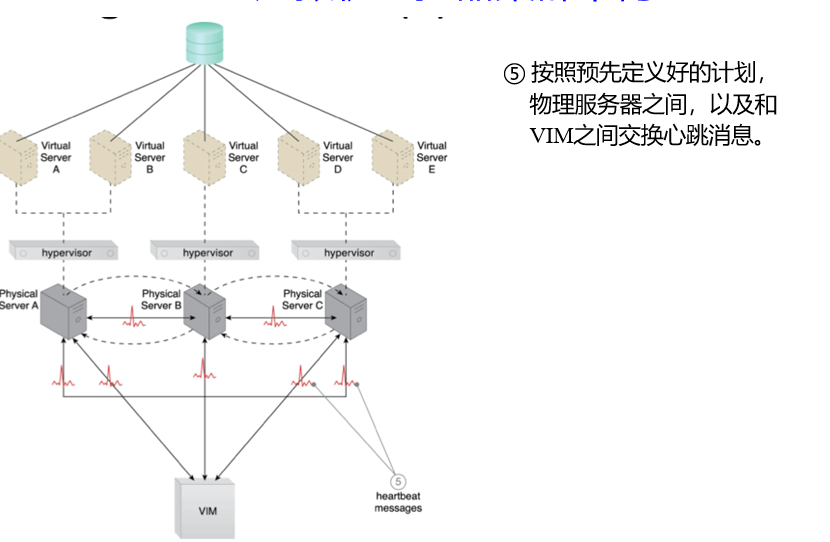 ⑤ 按照预先定义好的计划，
物理服务器之间，以及和
VIM之间交换心跳消息。
Virtual
Server
A
Virtual
Server
B
Virtual
Server
C
Virtual
Server
D
Virtual
Server
E
hypervisor
hypervisor
hypervisor
Physical
Server A
Physical
Server B
Physical
Server C
5
heartbeat
messages
VIM